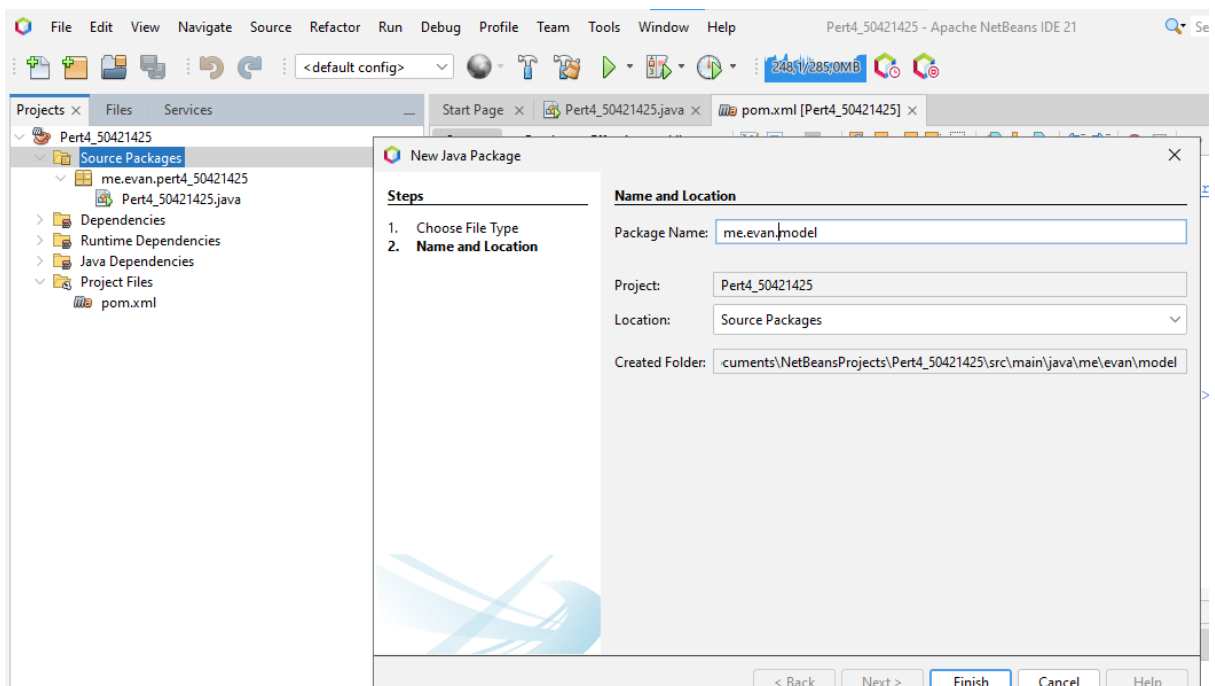 File Edit View Navigate Source Refactor Run Debug Profile Team Tools Window Help Pert4_50421425 - Apache NetBeans IDE 21
<default config> 248,1/285,0MB
Projects Files Services
Start Page Pert4_50421425.java pom.xml [Pert4_50421425]
Pert4_50421425
Source Packages
me.evan.pert4_50421425
Pert4_50421425.java
Dependencies
Runtime Dependencies
Java Dependencies
Project Files
pom.xml
New Java Package
Steps
1. Choose File Type
2. Name and Location
Name and Location
Package Name: me.evan.model
Project: Pert4_50421425
Location: Source Packages
Created Folder: cuments\NetBeansProjects\Pert4_50421425\src\main\java\me\evan\model
< Back Next > Finish Cancel Help